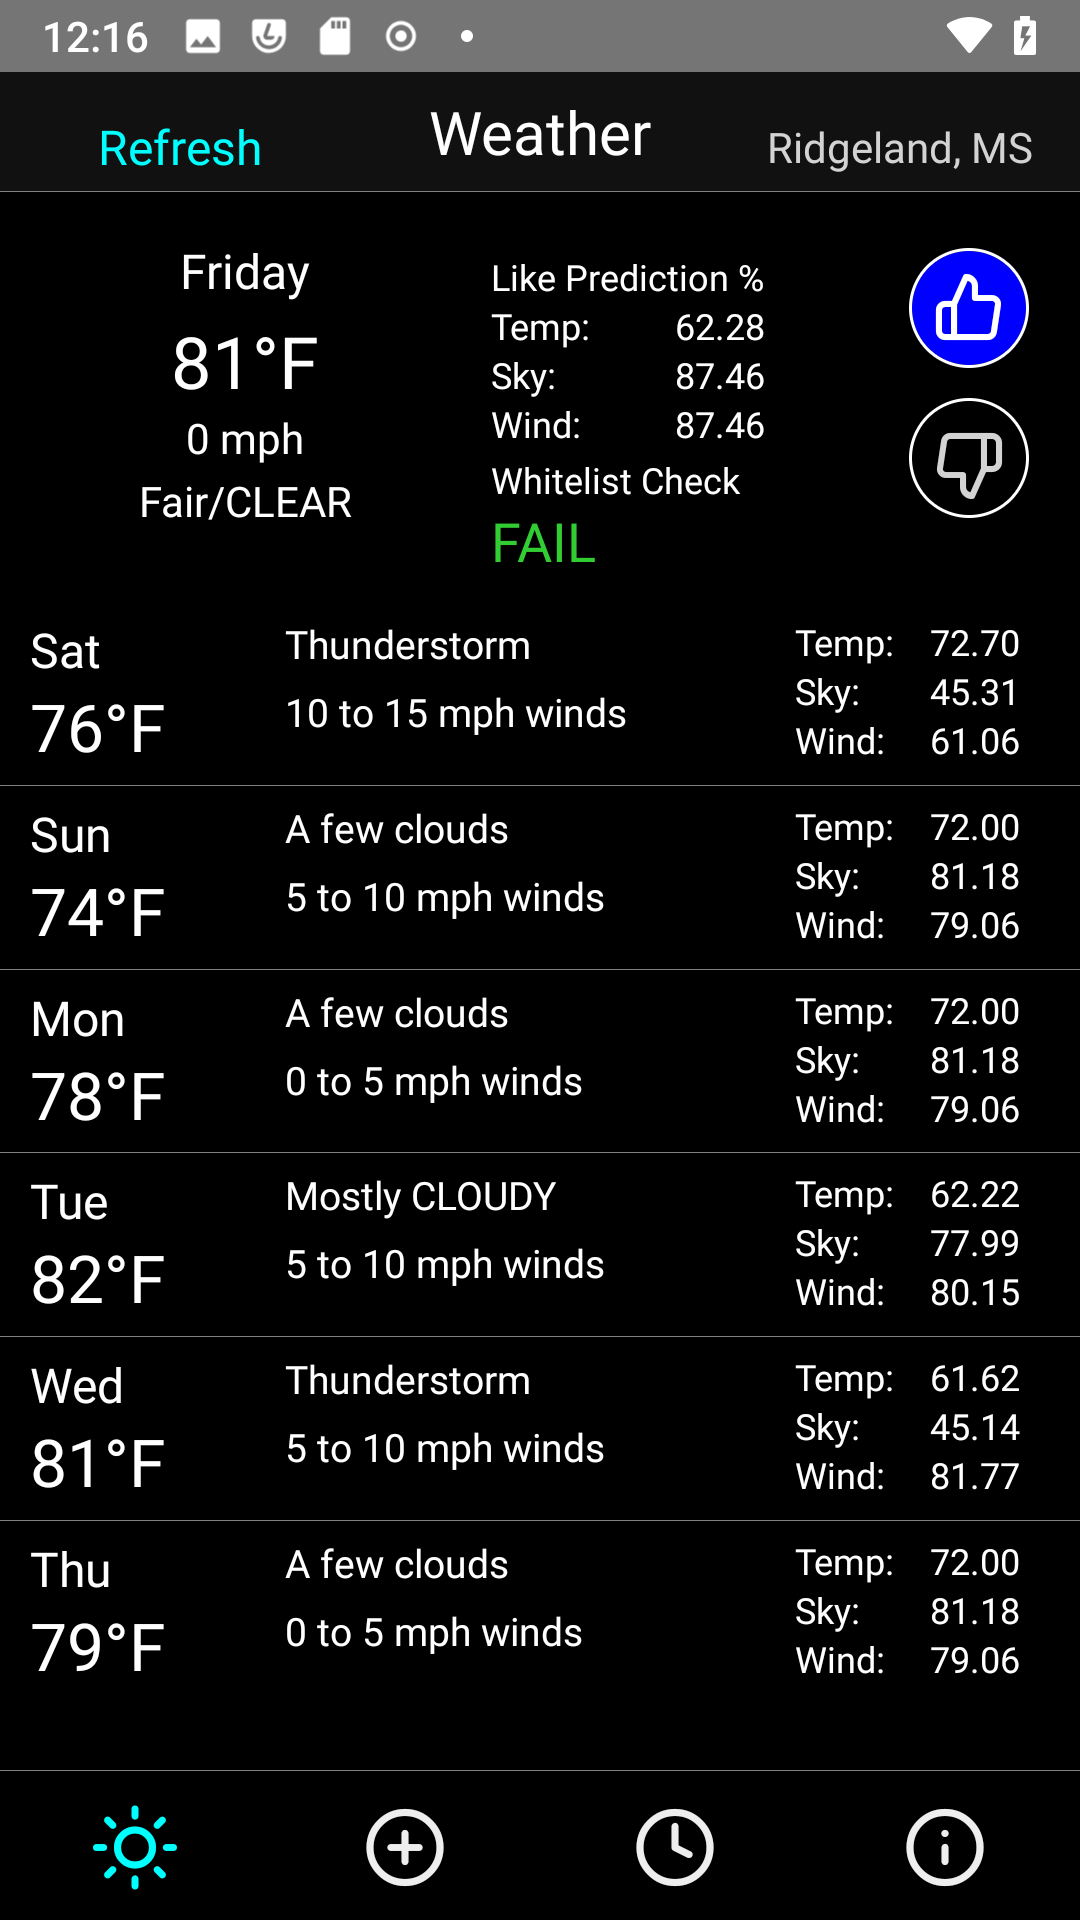 12:16
Refresh
Weather
Ridgeland, MS
Friday
81°F
0 mph
Fair/CLEAR
Like Prediction %
Temp: 62.28
Sky: 87.46
Wind: 87.46
Whitelist Check
FAIL
Sat
76°F
Thunderstorm
10 to 15 mph winds
Temp: 72.70
Sky: 45.31
Wind: 61.06
Sun
74°F
A few clouds
5 to 10 mph winds
Temp: 72.00
Sky: 81.18
Wind: 79.06
Mon
78°F
A few clouds
0 to 5 mph winds
Temp: 72.00
Sky: 81.18
Wind: 79.06
Tue
82°F
Mostly CLOUDY
5 to 10 mph winds
Temp: 62.22
Sky: 77.99
Wind: 80.15
Wed
81°F
Thunderstorm
5 to 10 mph winds
Temp: 61.62
Sky: 45.14
Wind: 81.77
Thu
79°F
A few clouds
0 to 5 mph winds
Temp: 72.00
Sky: 81.18
Wind: 79.06